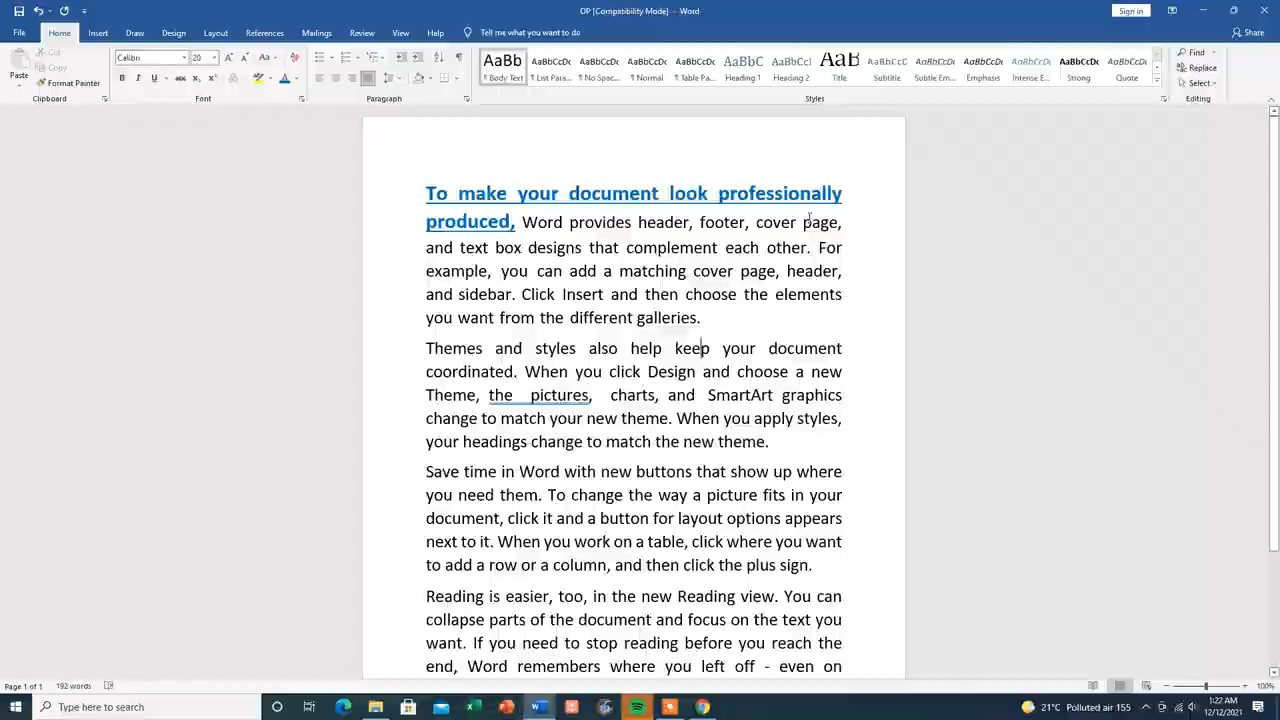 OP [Compatibility Mode] - Word
Sign in
File Home Insert Draw Design Layout References Mailings Review View Help Tell me what you want to do
Share
Paste
Cut
Copy
Format Painter
Clipboard
Calibri 20
Font
Paragraph
AaBb AaBbCcDc AaBbCcDc AaBbCcDc AaBbCcDc AaBbC AaBbCcD AaB AaBbCcD AaBbCcDc AaBbCcDc AaBbCcDc AaBbCcDc AaBbCcDc
¶ Body Text ¶ List Para... ¶ No Spac... ¶ Normal ¶ Table Pa... Heading 1 Heading 2 Title Subtitle Subtle Em... Emphasis Intense E... Strong Quote
Styles
Find
Replace
Select
Editing
To make your document look professionally
produced, Word provides header, footer, cover page,
and text box designs that complement each other. For
example, you can add a matching cover page, header,
and sidebar. Click Insert and then choose the elements
you want from the different galleries.
Themes and styles also help keep your document
coordinated. When you click Design and choose a new
Theme, the pictures, charts, and SmartArt graphics
change to match your new theme. When you apply styles,
your headings change to match the new theme.
Save time in Word with new buttons that show up where
you need them. To change the way a picture fits in your
document, click it and a button for layout options appears
next to it. When you work on a table, click where you want
to add a row or a column, and then click the plus sign.
Reading is easier, too, in the new Reading view. You can
collapse parts of the document and focus on the text you
want. If you need to stop reading before you reach the
end, Word remembers where you left off - even on
Page 1 of 1 192 words
100%
Type here to search
21°C Polluted air 155
1:22 AM
12/12/2021